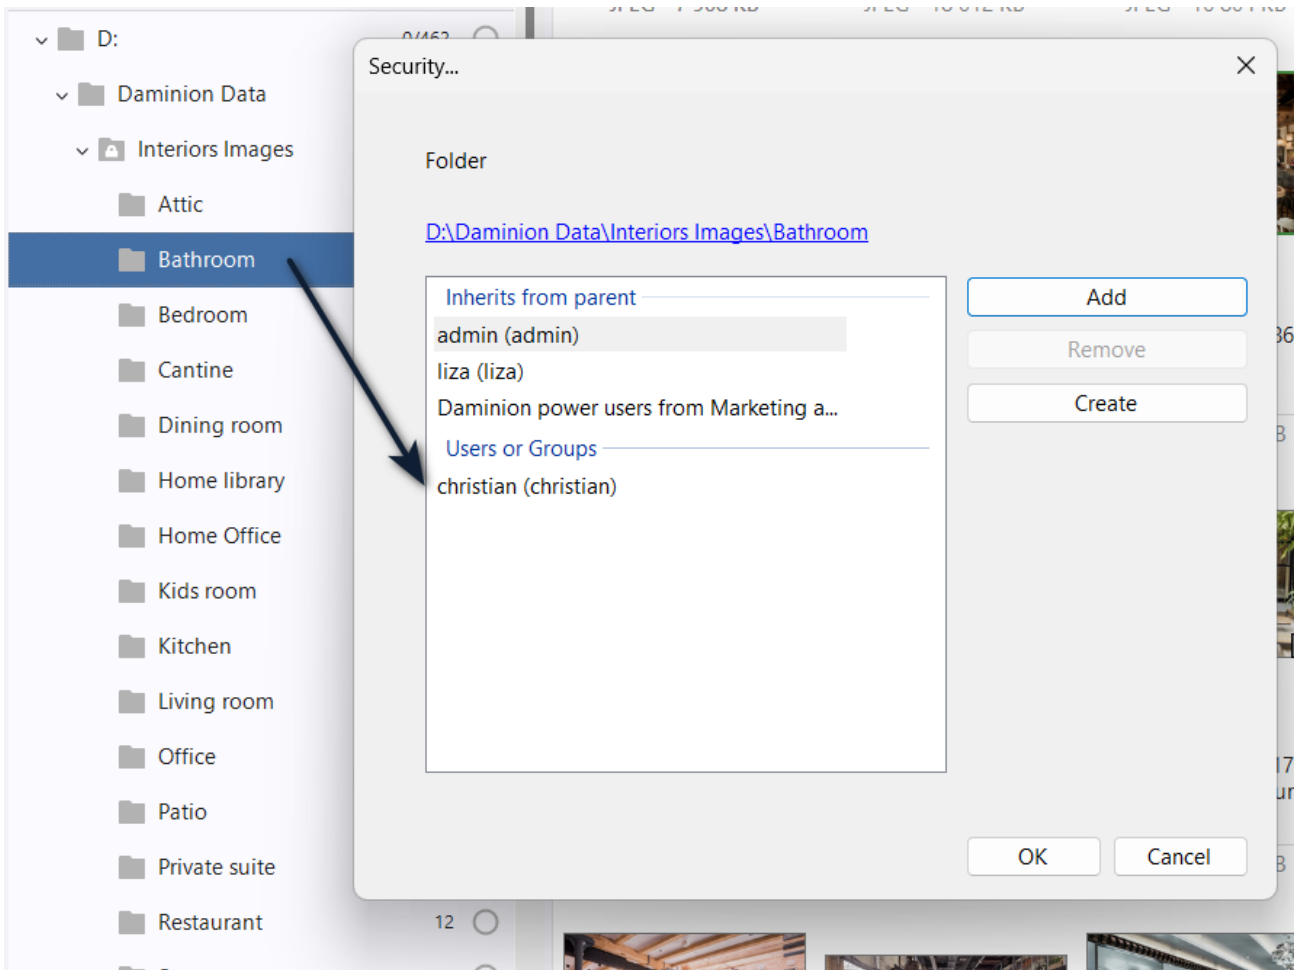 D:
0/462
Daminion Data
Interiors Images
Attic
Bathroom
Bedroom
Cantine
Dining room
Home library
Home Office
Kids room
Kitchen
Living room
Office
Patio
Private suite
Restaurant
12
Security...
Folder
D:\Daminion Data\Interiors Images\Bathroom
Inherits from parent
admin (admin)
liza (liza)
Daminion power users from Marketing a...
Users or Groups
christian (christian)
Add
Remove
Create
OK
Cancel